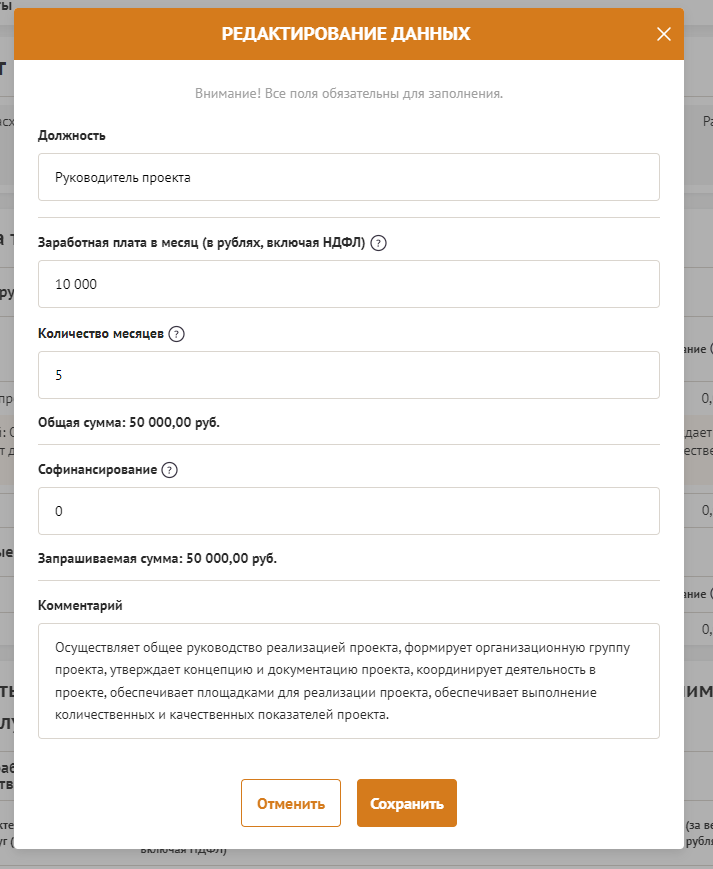 РЕДАКТИРОВАНИЕ ДАННЫХ
Внимание! Все поля обязательны для заполнения.
Должность
Руководитель проекта
Заработная плата в месяц (в рублях, включая НДФЛ) ?
10 000
Количество месяцев ?
5
Общая сумма: 50 000,00 руб.
Софинансирование ?
0
Запрашиваемая сумма: 50 000,00 руб.
Комментарий
Осуществляет общее руководство реализацией проекта, формирует организационную группу
проекта, утверждает концепцию и документацию проекта, координирует деятельность в
проекте, обеспечивает площадками для реализации проекта, обеспечивает выполнение
количественных и качественных показателей проекта.
Отменить
Сохранить
включая НДФЛ)